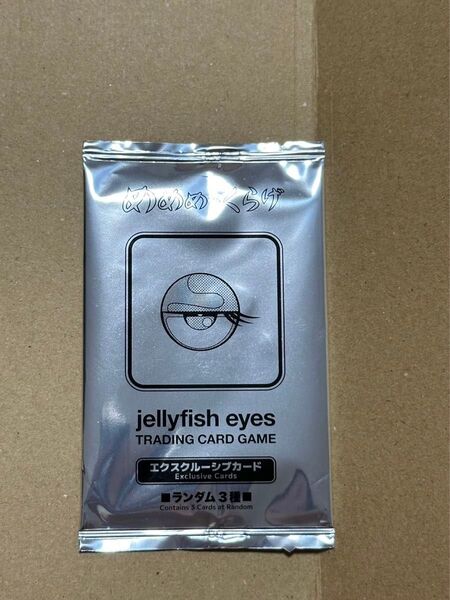 めめめのくらげ
jellyfish eyes
TRADING CARD GAME
エクスクルーシブカード
Exclusive Cards
■ランダム3種■
Contains 3 Cards at Random